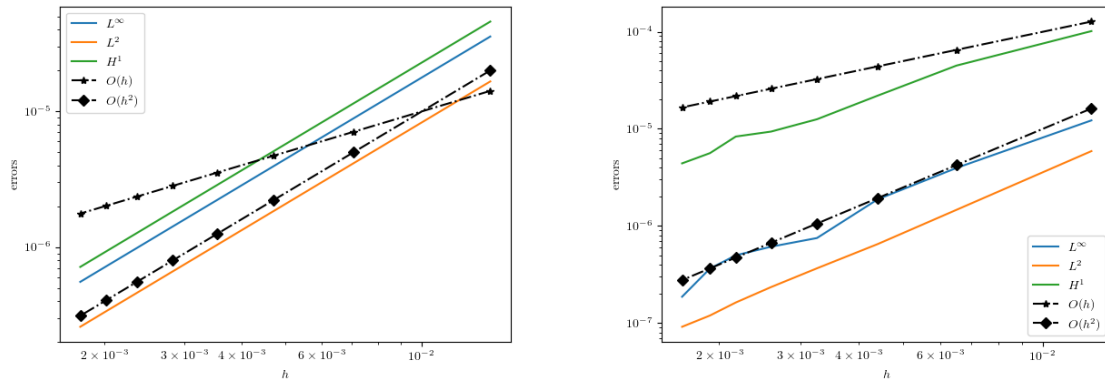 L^∞
L^2
H^1
O(h)
O(h^2)
10^{-5}
10^{-6}
errors
2 × 10^{-3}
3 × 10^{-3}
4 × 10^{-3}
6 × 10^{-3}
10^{-2}
h
10^{-4}
10^{-5}
10^{-6}
10^{-7}
errors
L^∞
L^2
H^1
O(h)
O(h^2)
2 × 10^{-3}
3 × 10^{-3}
4 × 10^{-3}
6 × 10^{-3}
10^{-2}
h